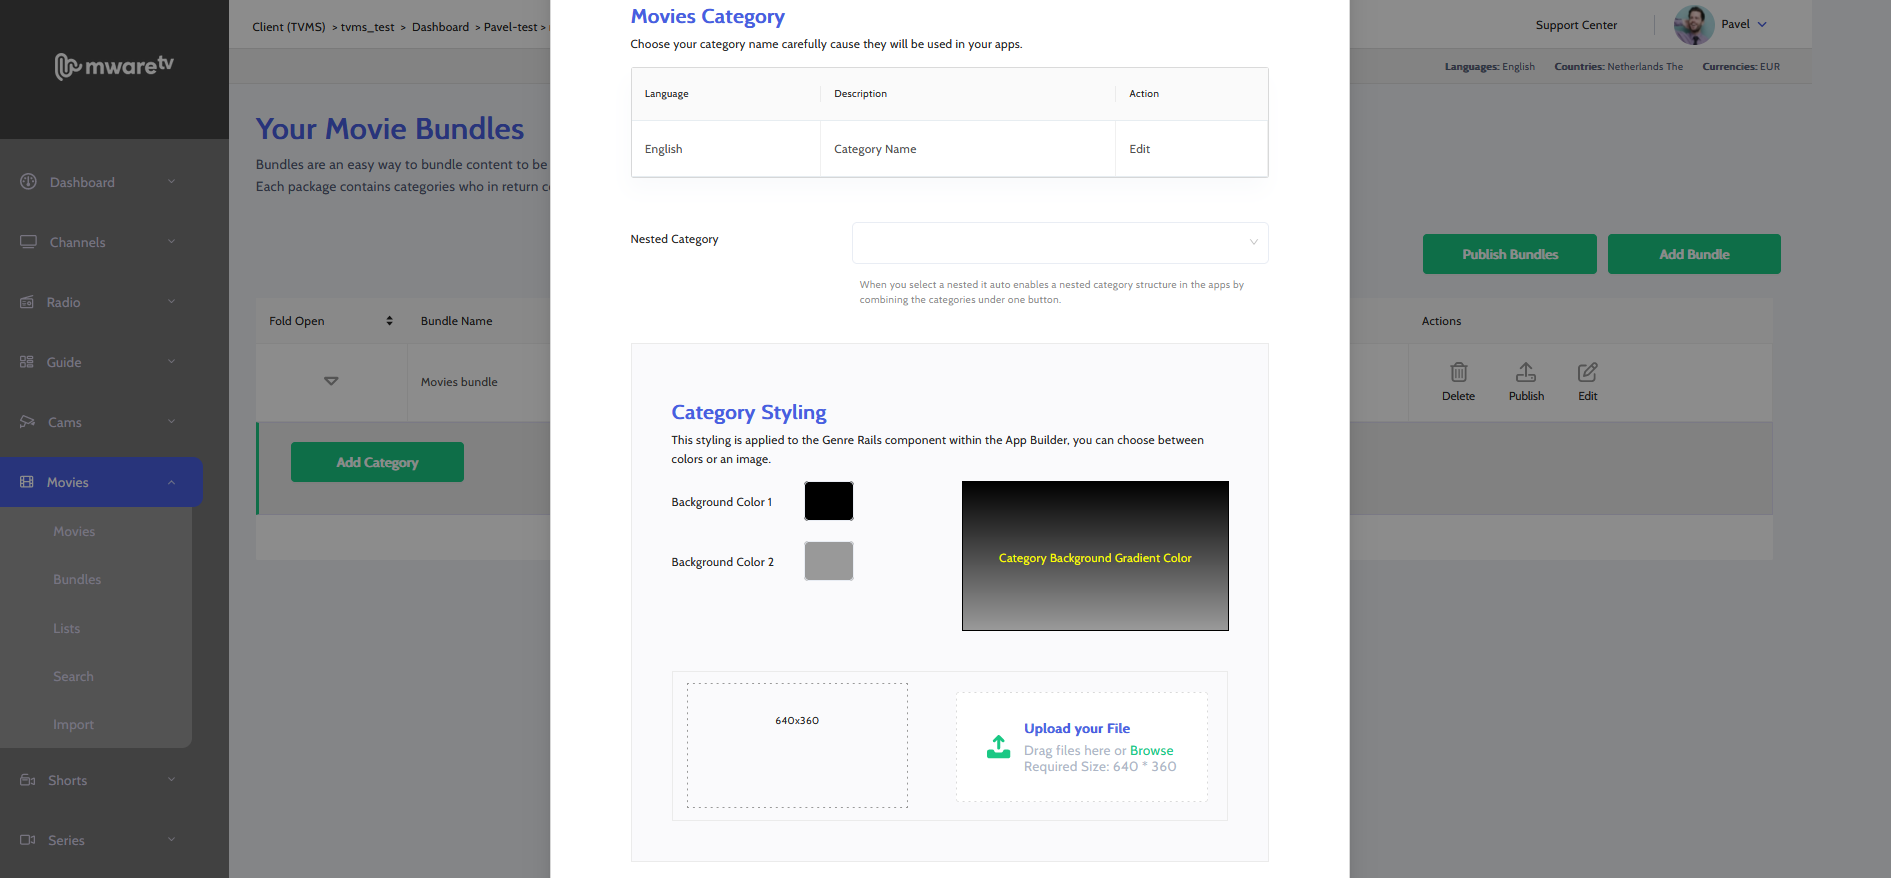 mwaretv
Client (TVMS) > tvms_test > Dashboard > Pavel-test >
Support Center
Pavel
Languages: English Countries: Netherlands The Currencies: EUR
Your Movie Bundles
Bundles are an easy way to bundle content to be
Each package contains categories who in return
Publish Bundles
Add Bundle
Fold Open
Bundle Name
Actions
Movies bundle
Delete
Publish
Edit
Add Category
Dashboard
Channels
Radio
Guide
Cams
Movies
Movies
Bundles
Lists
Search
Import
Shorts
Series
Movies Category
Choose your category name carefully cause they will be used in your apps.
Language Description Action
English Category Name Edit
Nested Category
When you select a nested it auto enables a nested category structure in the apps by
combining the categories under one button.
Category Styling
This styling is applied to the Genre Rails component within the App Builder, you can choose between
colors or an image.
Background Color 1
Background Color 2
Category Background Gradient Color
640x360
Upload your File
Drag files here or Browse
Required Size: 640 * 360